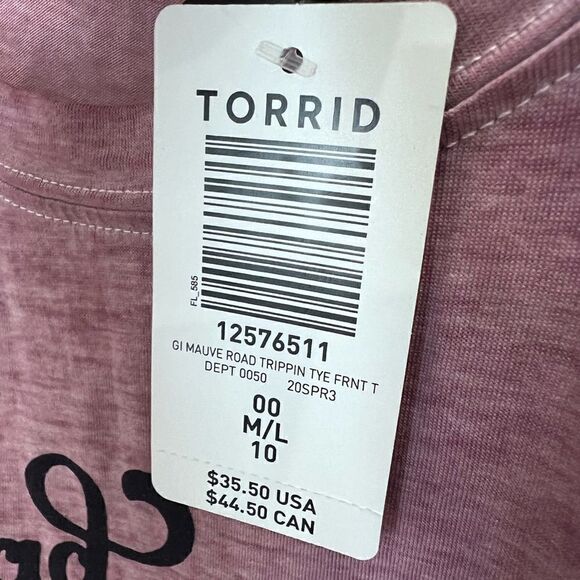 TORRID
FL_585
12576511
GI MAUVE ROAD TRIPPIN TYE FRNT T
DEPT 0050 20SPR3
00
M/L
10
$35.50 USA
$44.50 CAN